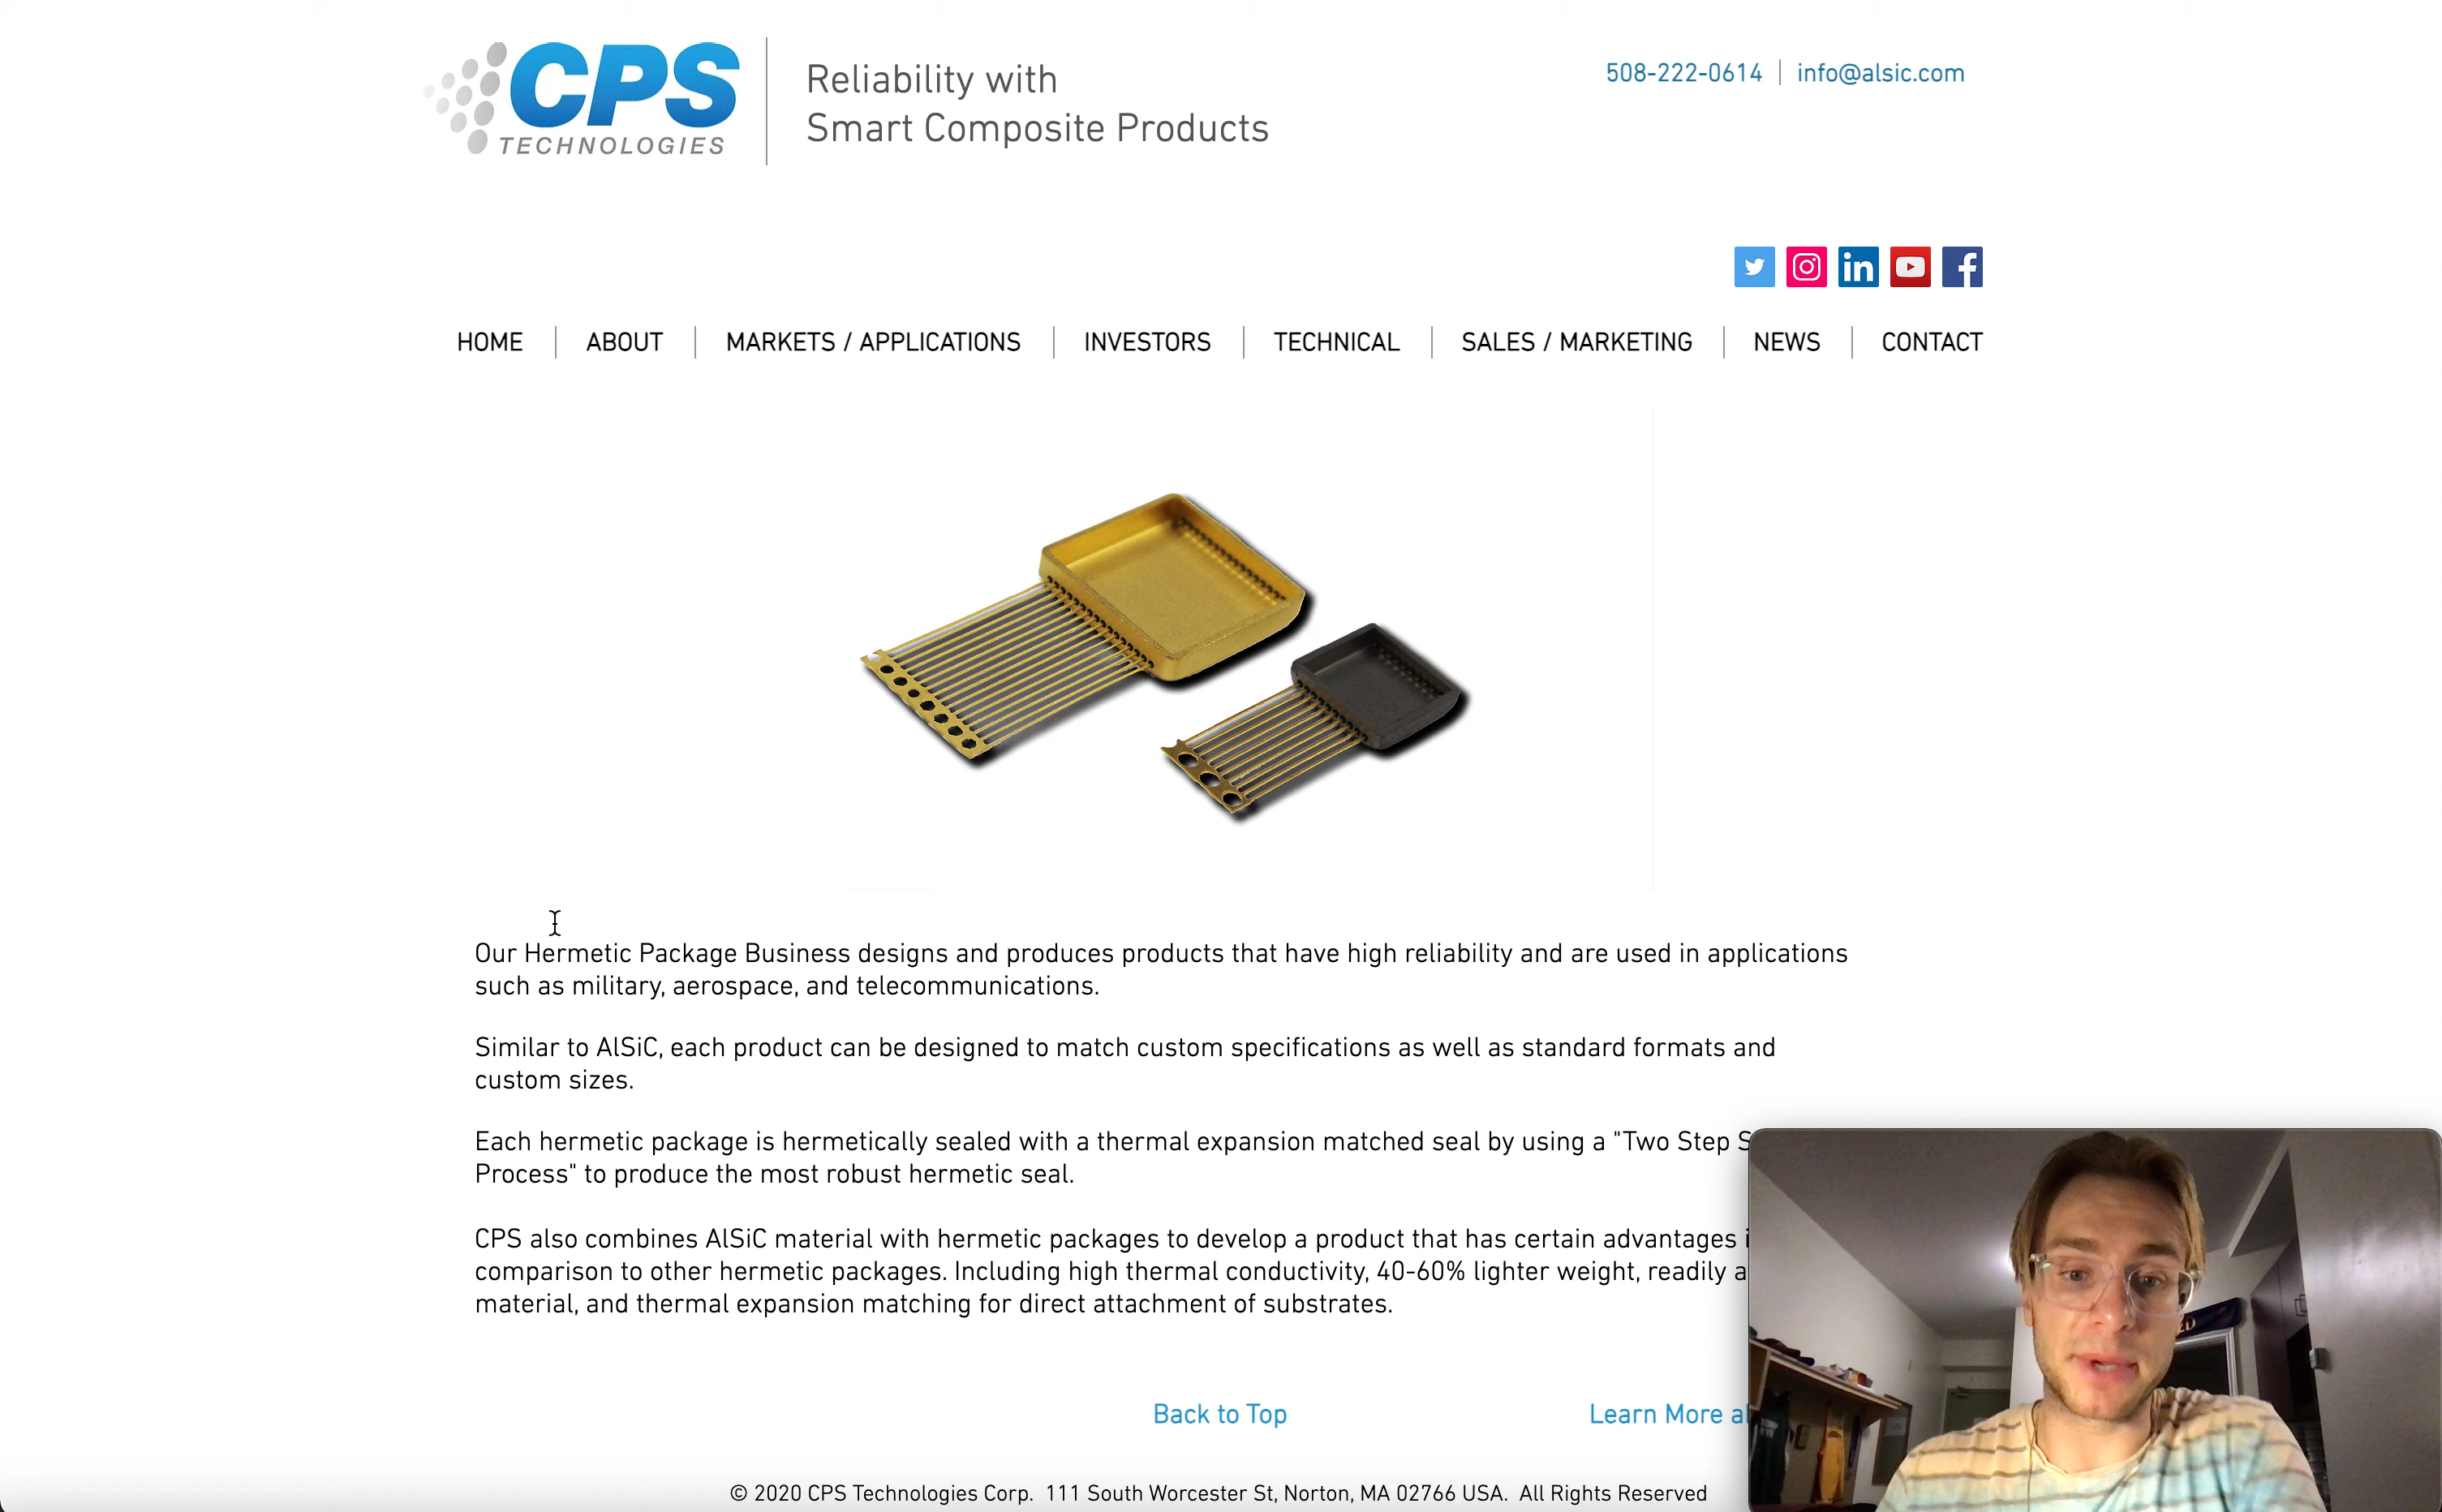 CPS
TECHNOLOGIES
Reliability with
Smart Composite Products
508-222-0614 | info@alsic.com
HOME | ABOUT | MARKETS / APPLICATIONS | INVESTORS | TECHNICAL | SALES / MARKETING | NEWS | CONTACT
Our Hermetic Package Business designs and produces products that have high reliability and are used in applications
such as military, aerospace, and telecommunications.
Similar to AlSiC, each product can be designed to match custom specifications as well as standard formats and
custom sizes.
Each hermetic package is hermetically sealed with a thermal expansion matched seal by using a "Two Step
Process" to produce the most robust hermetic seal.
CPS also combines AlSiC material with hermetic packages to develop a product that has certain advantages
comparison to other hermetic packages. Including high thermal conductivity, 40-60% lighter weight, readily
material, and thermal expansion matching for direct attachment of substrates.
Back to Top
Learn More
© 2020 CPS Technologies Corp. 111 South Worcester St, Norton, MA 02766 USA. All Rights Reserved